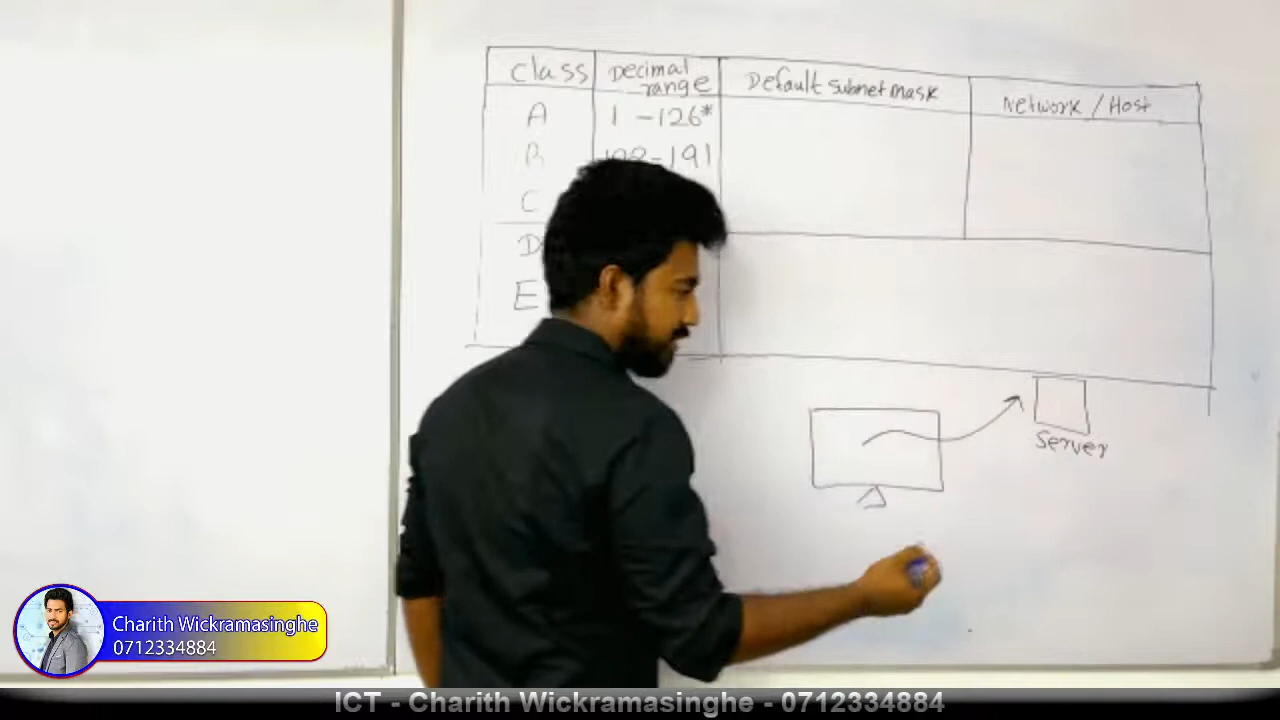 Class Decimal range Default subnet mask Network / Host
A 1 - 126*
B - 191
C
D
E
Server
Charith Wickramasinghe
0712334884
ICT - Charith Wickramasinghe - 0712334884